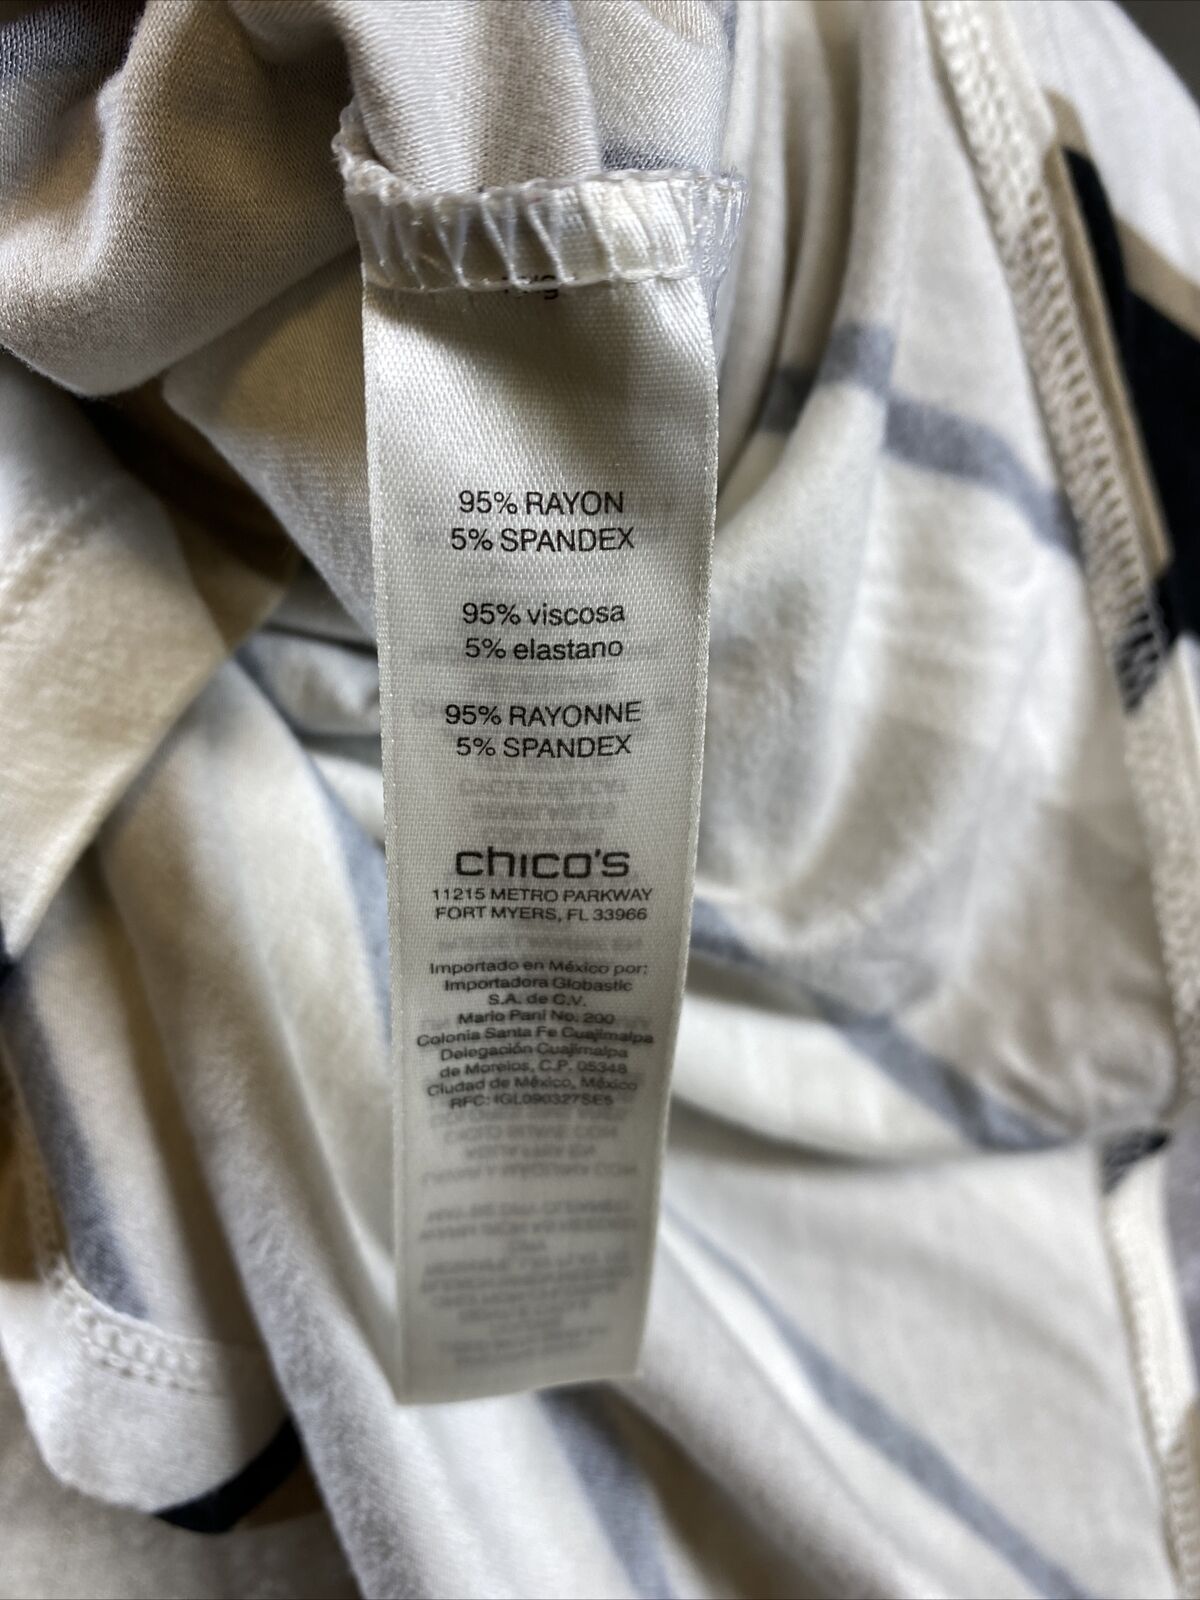 95% RAYON
5% SPANDEX
95% viscosa
5% elastano
95% RAYONNE
5% SPANDEX
chico's
11215 METRO PARKWAY
FORT MYERS, FL 33966
Importado en México por:
Importadora Globastic
S.A. de C.V.
Mario Pani No. 200
Colonia Santa Fe Cuajimalpa
Delegación Cuajimalpa
de Morelos, C.P. 05348
Ciudad de México, México
RFC: IGL090327SE5